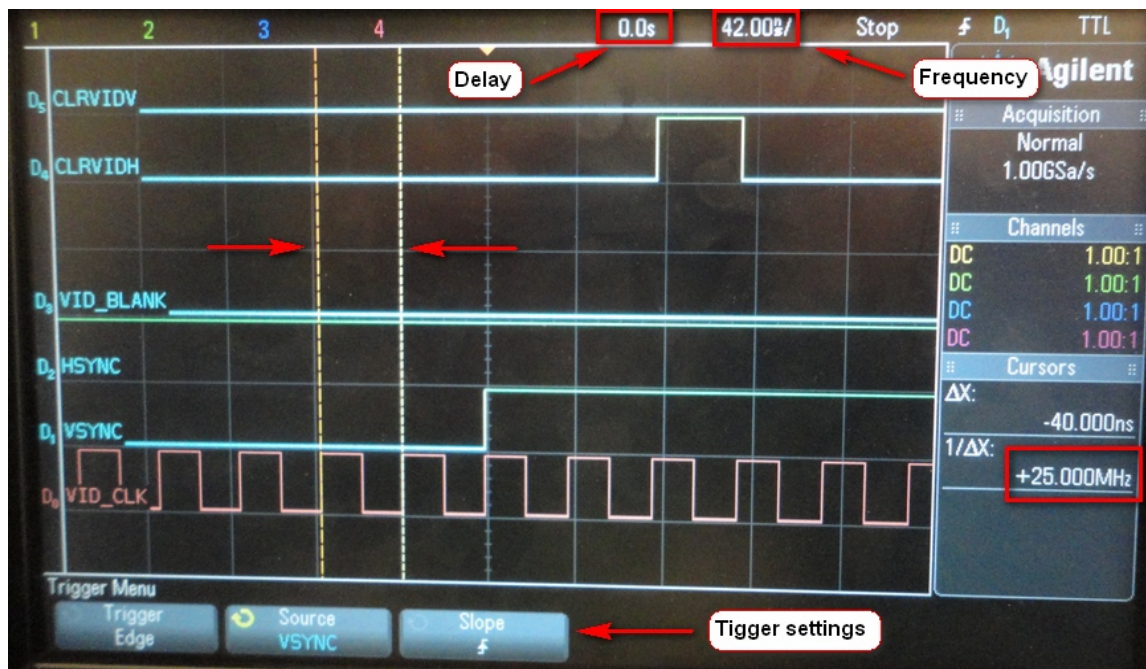 1 2 3 4 0.0s 42.00ns/ Stop D1 TTL
Delay
Frequency
Agilent
D5 CLRVIDV
Acquisition
Normal
1.00GSa/s
D4 CLRVIDH
Channels
DC 1.00:1
DC 1.00:1
DC 1.00:1
DC 1.00:1
D3 VID_BLANK
D2 HSYNC
Cursors
ΔX:
-40.000ns
D1 VSYNC
1/ΔX:
+25.000MHz
D0 VID_CLK
Trigger Menu
Trigger
Edge
Source
VSYNC
Slope
Tigger settings